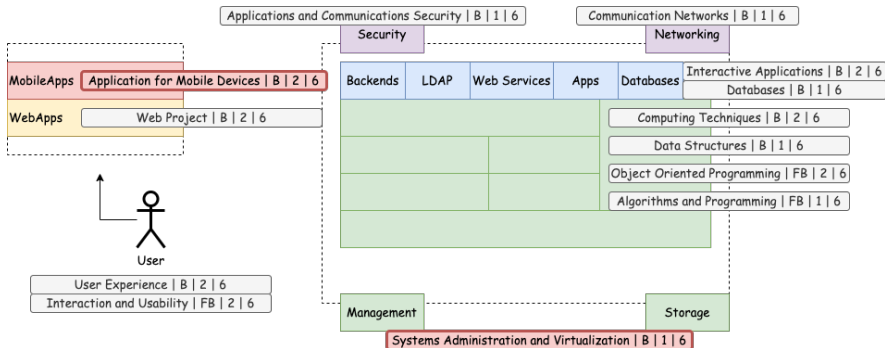 Applications and Communications Security | B | 1 | 6
Communication Networks | B | 1 | 6
Security
Networking
MobileApps
Application for Mobile Devices | B | 2 | 6
Backends
LDAP
Web Services
Apps
Databases
Interactive Applications | B | 2 | 6
Databases | B | 1 | 6
WebApps
Web Project | B | 2 | 6
Computing Techniques | B | 2 | 6
Data Structures | B | 1 | 6
Object Oriented Programming | FB | 2 | 6
Algorithms and Programming | FB | 1 | 6
User
User Experience | B | 2 | 6
Interaction and Usability | FB | 2 | 6
Management
Storage
Systems Administration and Virtualization | B | 1 | 6